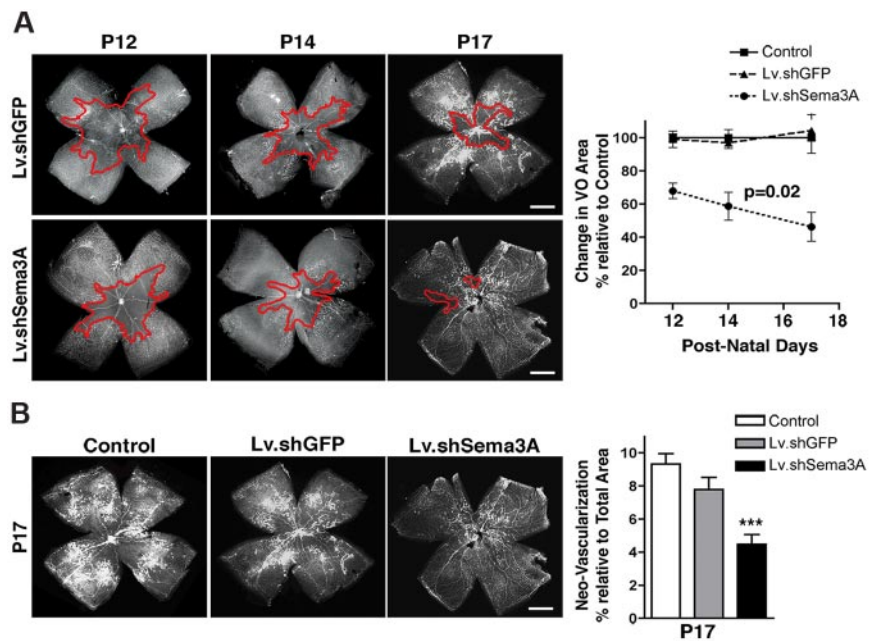 A
P12 P14 P17
Lv.shGFP
Lv.shSema3A
Control
Lv.shGFP
Lv.shSema3A
Change in VO Area
% relative to Control
100
80
60
40
20
0
p=0.02
12 14 16 18
Post-Natal Days
B
Control Lv.shGFP Lv.shSema3A
P17
Control
Lv.shGFP
Lv.shSema3A
Neo-Vascularization
% relative to Total Area
10
8
6
4
2
0
***
P17